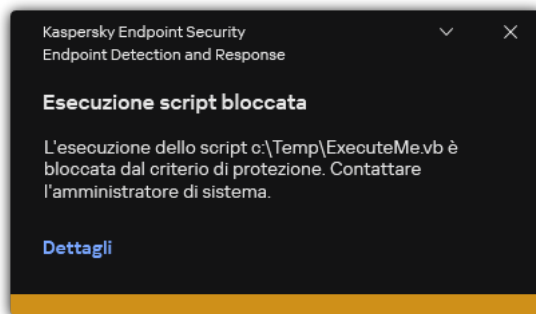 Kaspersky Endpoint Security
Endpoint Detection and Response
Esecuzione script bloccata
L'esecuzione dello script c:\Temp\ExecuteMe.vb è
bloccata dal criterio di protezione. Contattare
l'amministratore di sistema.
Dettagli